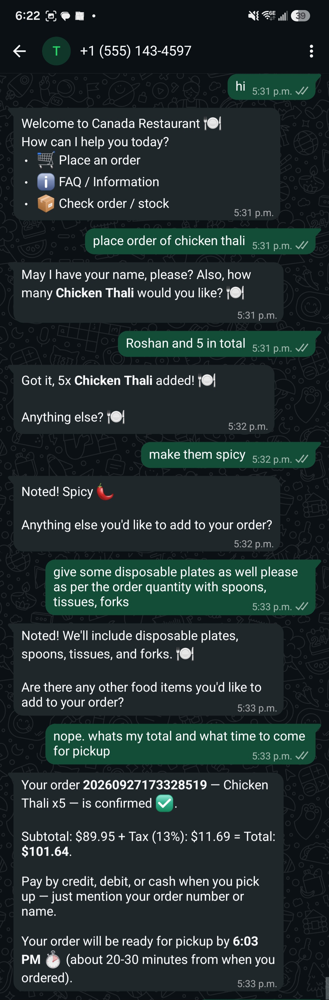 6:22
6E
39
T
+1 (555) 143-4597
hi 5:31 p.m.
Welcome to Canada Restaurant 🍽️
How can I help you today?
• 🛒 Place an order
• ℹ️ FAQ / Information
• 📦 Check order / stock
5:31 p.m.
place order of chicken thali 5:31 p.m.
May I have your name, please? Also, how
many Chicken Thali would you like? 🍽️
5:31 p.m.
Roshan and 5 in total 5:31 p.m.
Got it, 5x Chicken Thali added! 🍽️
Anything else? 🍽️
5:32 p.m.
make them spicy 5:32 p.m.
Noted! Spicy 🌶️
Anything else you'd like to add to your order?
5:32 p.m.
give some disposable plates as well please
as per the order quantity with spoons,
tissues, forks
5:33 p.m.
Noted! We'll include disposable plates,
spoons, tissues, and forks. 🍽️
Are there any other food items you'd like to
add to your order?
5:33 p.m.
nope. whats my total and what time to come
for pickup
5:33 p.m.
Your order 20260927173328519 — Chicken
Thali x5 — is confirmed ✅.
Subtotal: $89.95 + Tax (13%): $11.69 = Total:
$101.64.
Pay by credit, debit, or cash when you pick
up — just mention your order number or
name.
Your order will be ready for pickup by 6:03
PM ⏱️ (about 20-30 minutes from when you
ordered).
5:33 p.m.